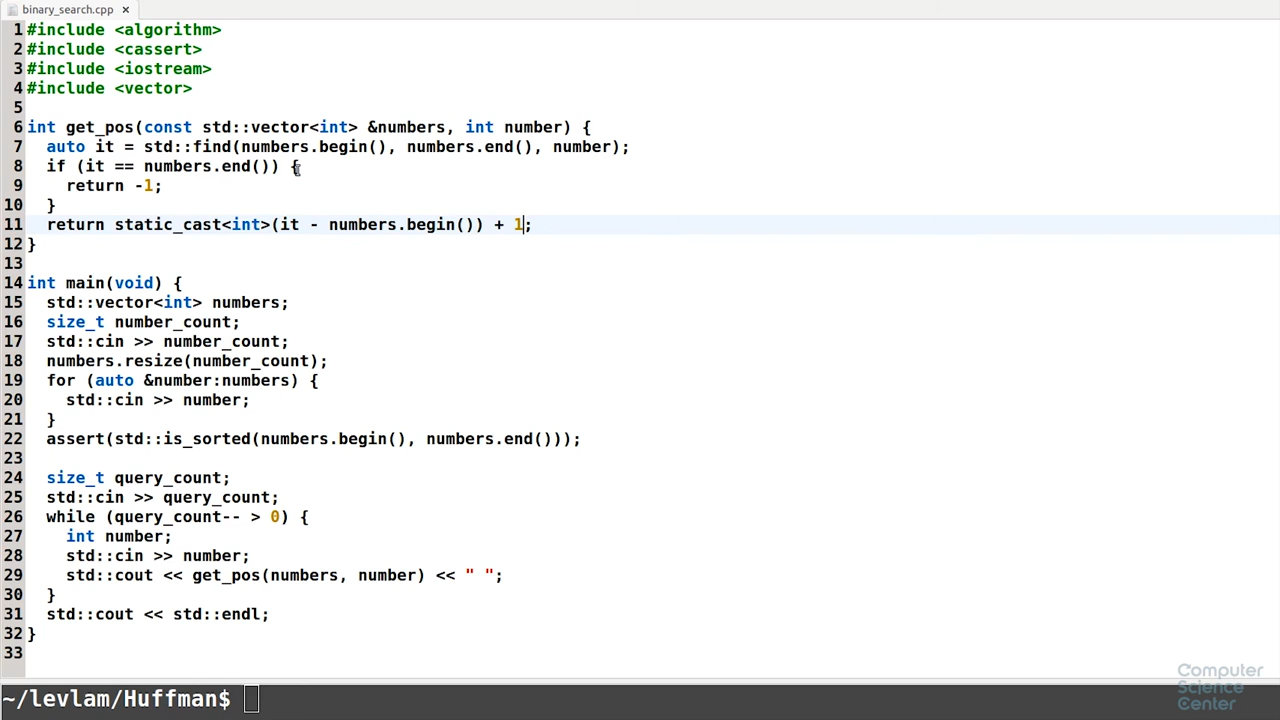 binary_search.cpp ×
1 #include <algorithm>
2 #include <cassert>
3 #include <iostream>
4 #include <vector>
5
6 int get_pos(const std::vector<int> &numbers, int number) {
7   auto it = std::find(numbers.begin(), numbers.end(), number);
8   if (it == numbers.end()) {
9     return -1;
10   }
11   return static_cast<int>(it - numbers.begin()) + 1;
12 }
13
14 int main(void) {
15   std::vector<int> numbers;
16   size_t number_count;
17   std::cin >> number_count;
18   numbers.resize(number_count);
19   for (auto &number:numbers) {
20     std::cin >> number;
21   }
22   assert(std::is_sorted(numbers.begin(), numbers.end()));
23
24   size_t query_count;
25   std::cin >> query_count;
26   while (query_count-- > 0) {
27     int number;
28     std::cin >> number;
29     std::cout << get_pos(numbers, number) << " ";
30   }
31   std::cout << std::endl;
32 }
33
Computer
Science
Center
~/levlam/Huffman$